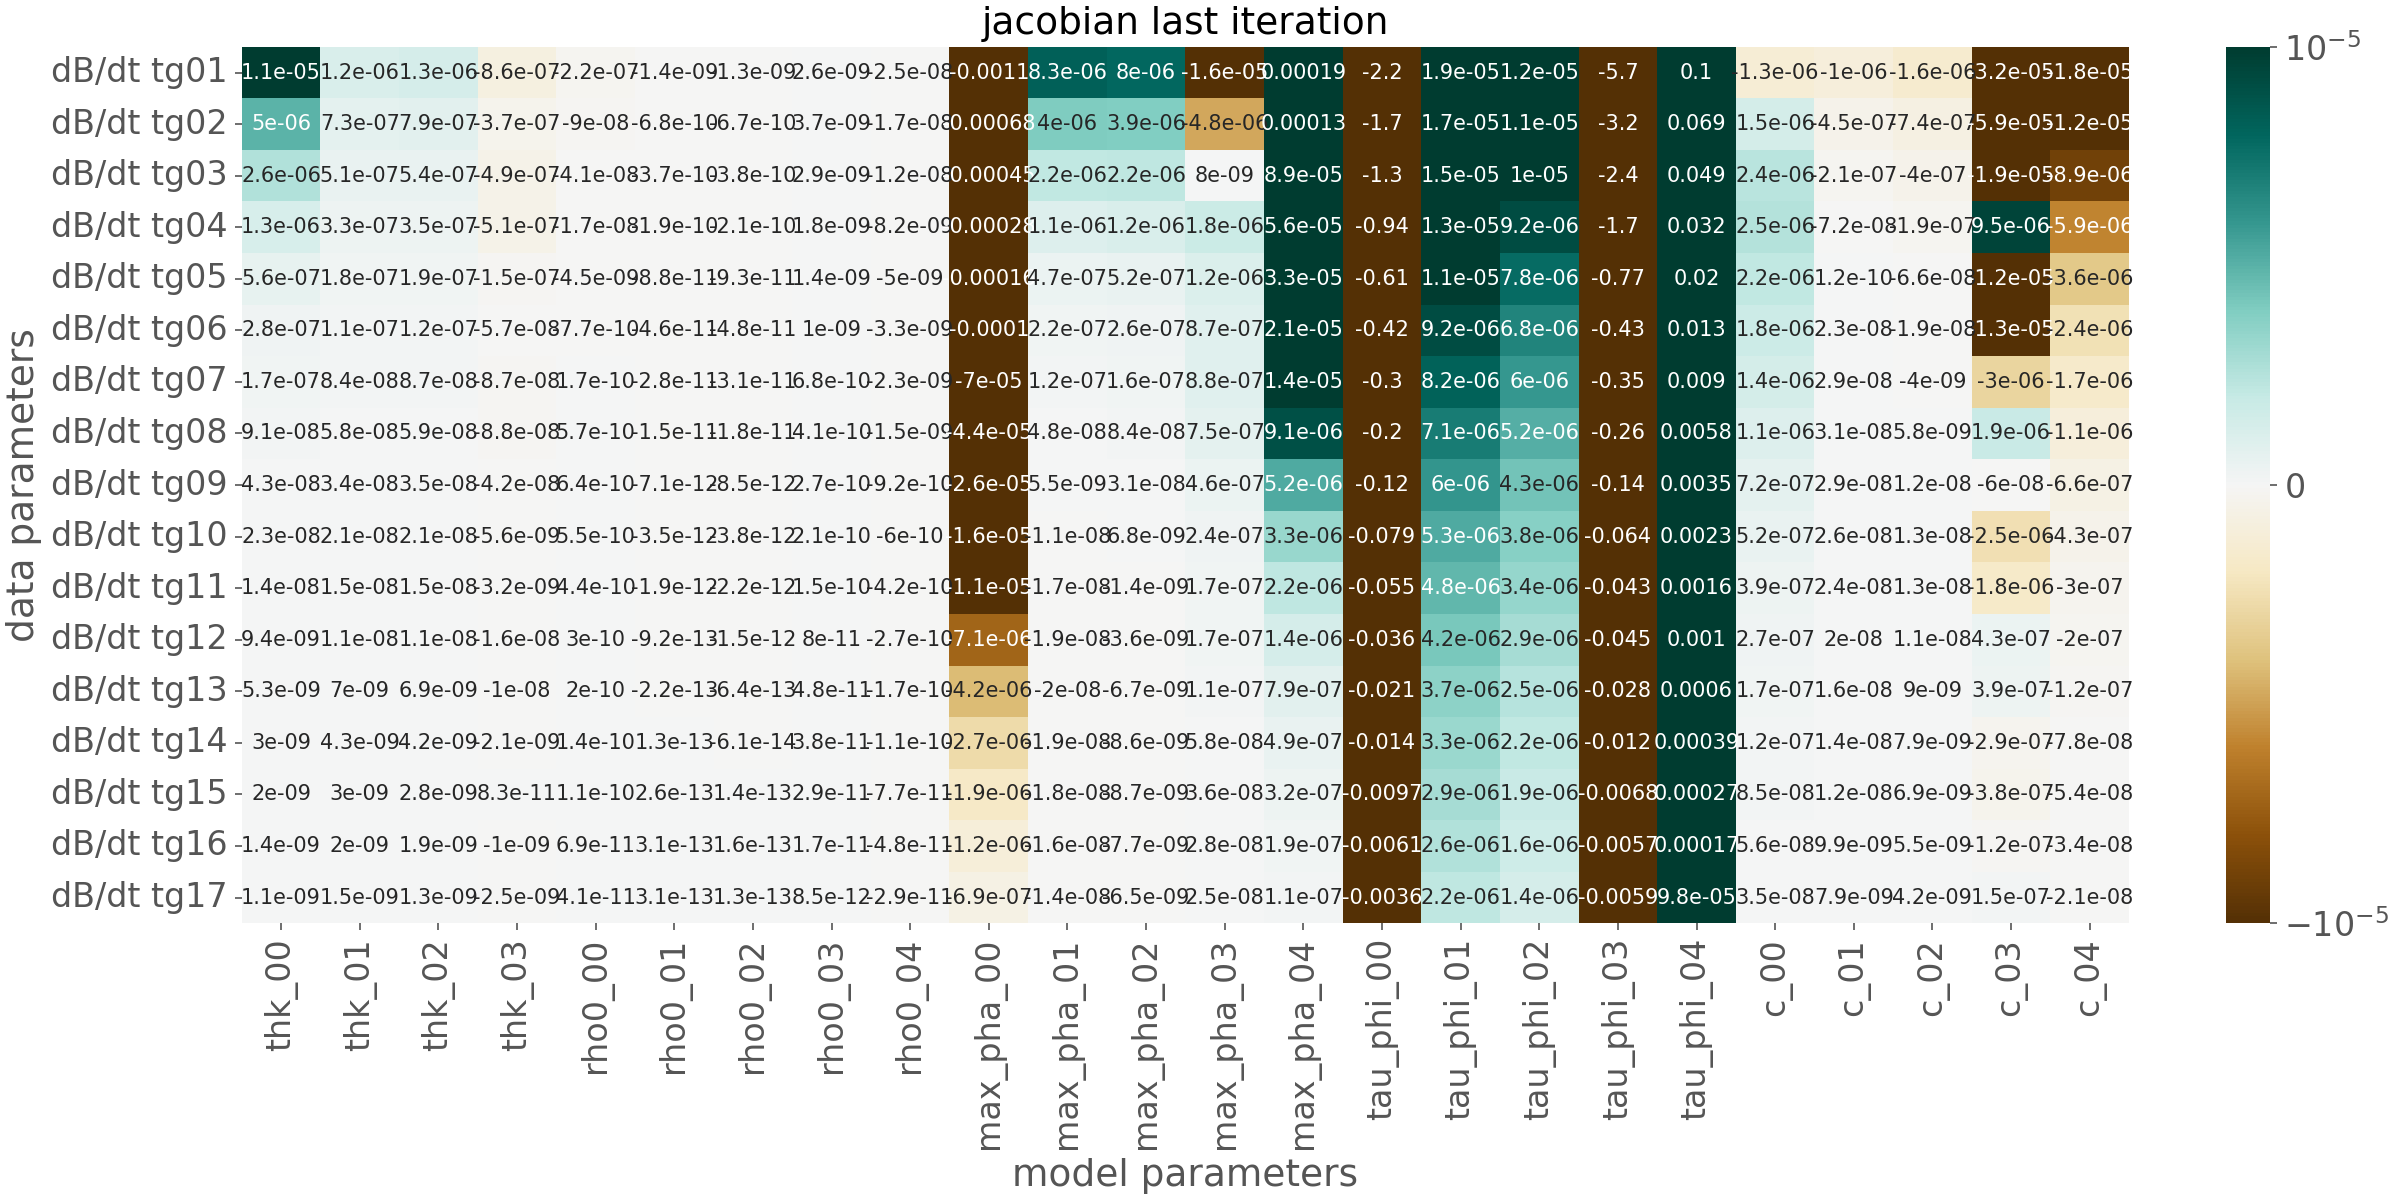 jacobian last iteration
data parameters
dB/dt tg01 1.1e-05 1.2e-06 1.3e-06 -8.6e-07 -2.2e-07 -1.4e-09 -1.3e-09 2.6e-09 -2.5e-08 -0.0011 8.3e-06 8e-06 -1.6e-05 0.00019 -2.2 1.9e-05 1.2e-05 -5.7 0.1 -1.3e-06 -1e-06 -1.6e-06 -3.2e-05 -1.8e-05
dB/dt tg02 5e-06 7.3e-07 7.9e-07 -3.7e-07 -9e-08 -6.8e-10 -6.7e-10 3.7e-09 -1.7e-08 -0.00068 4e-06 3.9e-06 -4.8e-06 0.00013 -1.7 1.7e-05 1.1e-05 -3.2 0.069 1.5e-06 -4.5e-07 -7.4e-07 -5.9e-05 -1.2e-05
dB/dt tg03 2.6e-06 5.1e-07 5.4e-07 -4.9e-07 -4.1e-08 -3.7e-10 -3.8e-10 2.9e-09 -1.2e-08 -0.00045 2.2e-06 2.2e-06 8e-09 8.9e-05 -1.3 1.5e-05 1e-05 -2.4 0.049 2.4e-06 -2.1e-07 -4e-07 -1.9e-05 -8.9e-06
dB/dt tg04 1.3e-06 3.3e-07 3.5e-07 -5.1e-07 -1.7e-08 -1.9e-10 -2.1e-10 1.8e-09 -8.2e-09 -0.00028 1.1e-06 1.2e-06 1.8e-06 5.6e-05 -0.94 1.3e-05 9.2e-06 -1.7 0.032 2.5e-06 -7.2e-08 -1.9e-07 9.5e-06 -5.9e-06
dB/dt tg05 5.6e-07 1.8e-07 1.9e-07 -1.5e-07 -4.5e-09 -8.8e-11 -9.3e-11 1.4e-09 -5e-09 -0.00016 4.7e-07 5.2e-07 1.2e-06 3.3e-05 -0.61 1.1e-05 7.8e-06 -0.77 0.02 2.2e-06 1.2e-10 -6.6e-08 -1.2e-05 -3.6e-06
dB/dt tg06 2.8e-07 1.1e-07 1.2e-07 -5.7e-08 -7.7e-10 -4.6e-11 -4.8e-11 1e-09 -3.3e-09 -0.0001 2.2e-07 2.6e-07 8.7e-07 2.1e-05 -0.42 9.2e-06 6.8e-06 -0.43 0.013 1.8e-06 2.3e-08 -1.9e-08 -1.3e-05 -2.4e-06
dB/dt tg07 1.7e-07 8.4e-08 8.7e-08 -8.7e-08 1.7e-10 -2.8e-11 -3.1e-11 6.8e-10 -2.3e-09 -7e-05 1.2e-07 1.6e-07 8.8e-07 1.4e-05 -0.3 8.2e-06 6e-06 -0.35 0.009 1.4e-06 2.9e-08 -4e-09 -3e-06 -1.7e-06
dB/dt tg08 9.1e-08 5.8e-08 5.9e-08 -8.8e-08 5.7e-10 -1.5e-11 -1.8e-11 4.1e-10 -1.5e-09 -4.4e-05 4.8e-08 8.4e-08 7.5e-07 9.1e-06 -0.2 7.1e-06 5.2e-06 -0.26 0.0058 1.1e-06 3.1e-08 5.8e-09 1.9e-06 -1.1e-06
dB/dt tg09 4.3e-08 3.4e-08 3.5e-08 -4.2e-08 6.4e-10 -7.1e-12 -8.5e-12 2.7e-10 -9.2e-10 -2.6e-05 5.5e-09 3.1e-08 4.6e-07 5.2e-06 -0.12 6e-06 4.3e-06 -0.14 0.0035 7.2e-07 2.9e-08 1.2e-08 -6e-08 -6.6e-07
dB/dt tg10 2.3e-08 2.1e-08 2.1e-08 -5.6e-09 5.5e-10 -3.5e-12 -3.8e-12 2.1e-10 -6e-10 -1.6e-05 -1.1e-08 6.8e-09 2.4e-07 3.3e-06 -0.079 5.3e-06 3.8e-06 -0.064 0.0023 5.2e-07 2.6e-08 1.3e-08 -2.5e-06 -4.3e-07
dB/dt tg11 1.4e-08 1.5e-08 1.5e-08 -3.2e-09 4.4e-10 -1.9e-12 -2.2e-12 1.5e-10 -4.2e-10 -1.1e-05 -1.7e-08 -1.4e-09 1.7e-07 2.2e-06 -0.055 4.8e-06 3.4e-06 -0.043 0.0016 3.9e-07 2.4e-08 1.3e-08 -1.8e-06 -3e-07
dB/dt tg12 9.4e-09 1.1e-08 1.1e-08 -1.6e-08 3e-10 -9.2e-13 -1.5e-12 8e-11 -2.7e-10 -7.1e-06 -1.9e-08 -3.6e-09 1.7e-07 1.4e-06 -0.036 4.2e-06 2.9e-06 -0.045 0.001 2.7e-07 2e-08 1.1e-08 4.3e-07 -2e-07
dB/dt tg13 5.3e-09 7e-09 6.9e-09 -1e-08 2e-10 -2.2e-13 -6.4e-13 4.8e-11 -1.7e-10 -4.2e-06 -2e-08 -6.7e-09 1.1e-07 7.9e-07 -0.021 3.7e-06 2.5e-06 -0.028 0.0006 1.7e-07 1.6e-08 9e-09 3.9e-07 -1.2e-07
dB/dt tg14 3e-09 4.3e-09 4.2e-09 -2.1e-09 1.4e-10 1.3e-13 -6.1e-14 3.8e-11 -1.1e-10 -2.7e-06 -1.9e-08 -8.6e-09 5.8e-08 4.9e-07 -0.014 3.3e-06 2.2e-06 -0.012 0.00039 1.2e-07 1.4e-08 7.9e-09 -2.9e-07 -7.8e-08
dB/dt tg15 2e-09 3e-09 2.8e-09 8.3e-11 1.1e-10 2.6e-13 1.4e-13 2.9e-11 -7.7e-11 -1.9e-06 -1.8e-08 -8.7e-09 3.6e-08 3.2e-07 -0.0097 2.9e-06 1.9e-06 -0.0068 0.00027 8.5e-08 1.2e-08 6.9e-09 -3.8e-07 -5.4e-08
dB/dt tg16 1.4e-09 2e-09 1.9e-09 -1e-09 6.9e-11 3.1e-13 1.6e-13 1.7e-11 -4.8e-11 -1.2e-06 -1.6e-08 -7.7e-09 2.8e-08 1.9e-07 -0.0061 2.6e-06 1.6e-06 -0.0057 0.00017 5.6e-08 9.9e-09 5.5e-09 -1.2e-07 -3.4e-08
dB/dt tg17 1.1e-09 1.5e-09 1.3e-09 -2.5e-09 4.1e-11 3.1e-13 1.3e-13 8.5e-12 -2.9e-11 -6.9e-07 -1.4e-08 -6.5e-09 2.5e-08 1.1e-07 -0.0036 2.2e-06 1.4e-06 -0.0059 9.8e-05 3.5e-08 7.9e-09 4.2e-09 1.5e-07 -2.1e-08
thk_00 thk_01 thk_02 thk_03 rho0_00 rho0_01 rho0_02 rho0_03 rho0_04 max_pha_00 max_pha_01 max_pha_02 max_pha_03 max_pha_04 tau_phi_00 tau_phi_01 tau_phi_02 tau_phi_03 tau_phi_04 c_00 c_01 c_02 c_03 c_04
model parameters
10⁻⁵
0
−10⁻⁵